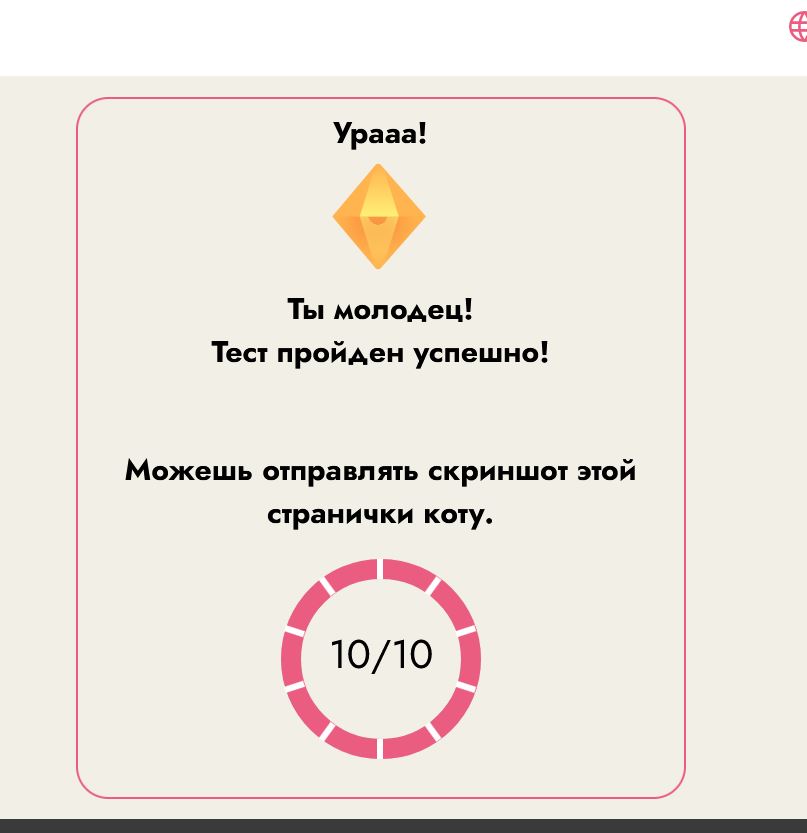 Урааа!
Ты молодец!
Тест пройден успешно!
Можешь отправлять скриншот этой
странички коту.
10/10